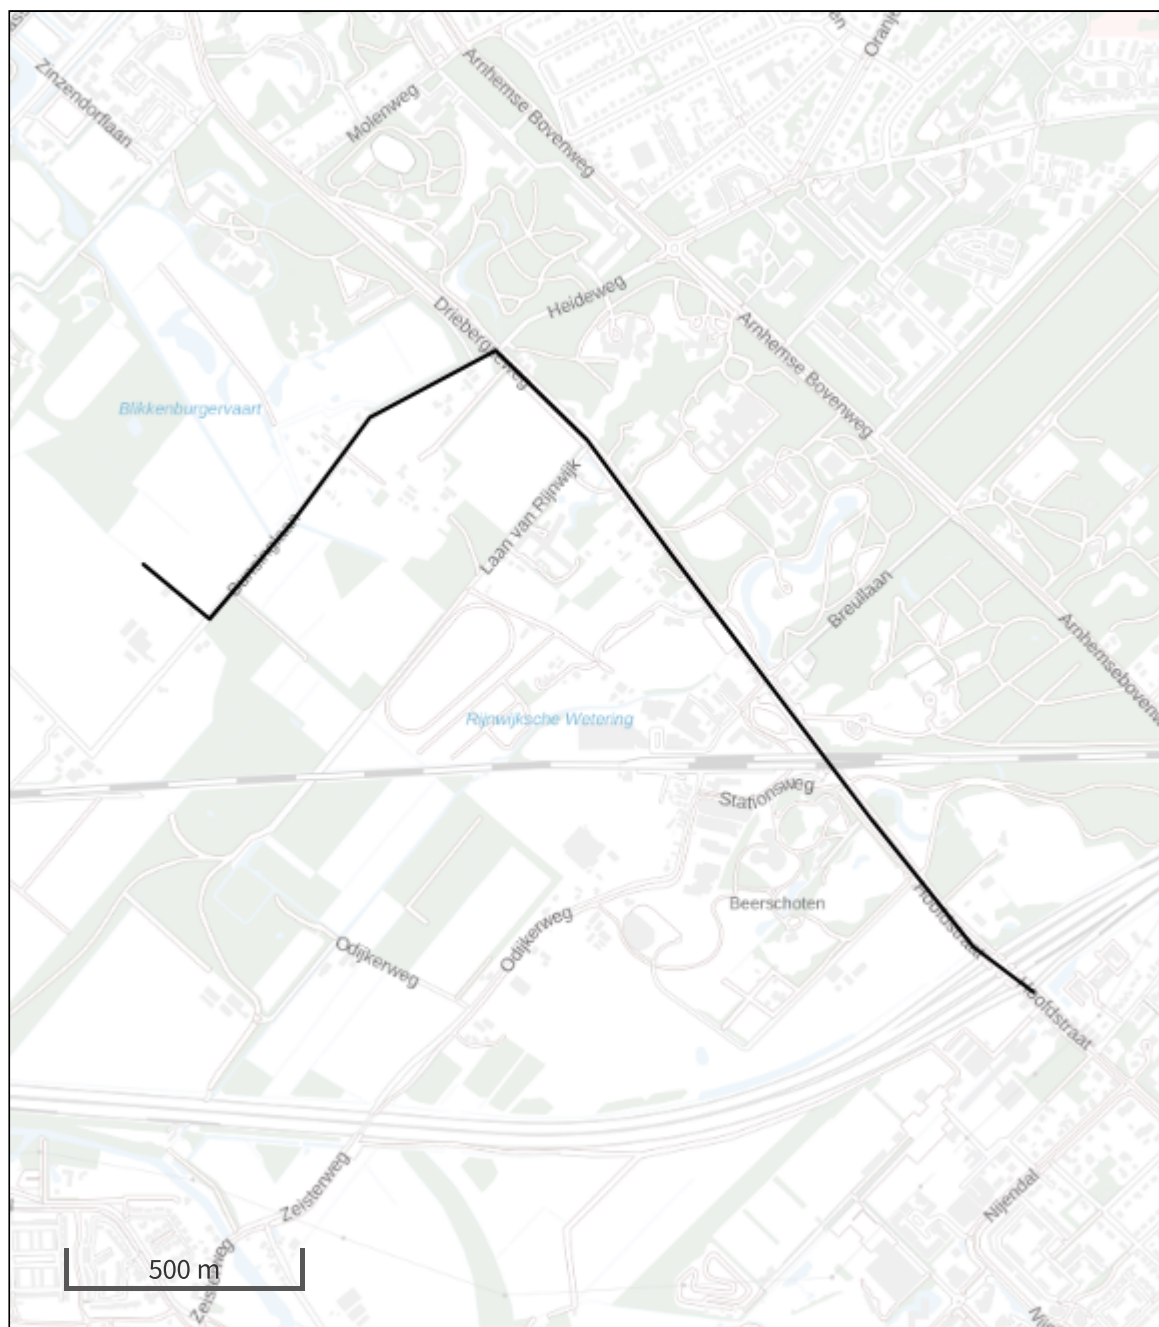 Zinzendorflaan
Molenweg
Arnhemse Bovenweg
Heideweg
Arnhemse Bovenweg
Blikkenburgervaart
Laan van Rijnwijk
Breullaan
Arnhemsebovenw
Rijnwijksche Wetering
Stationsweg
Beerschoten
Hoofdstraat
Odijkerweg
Odijkerweg
Hoofdstraat
Zeisterweg
Nijendal
500 m